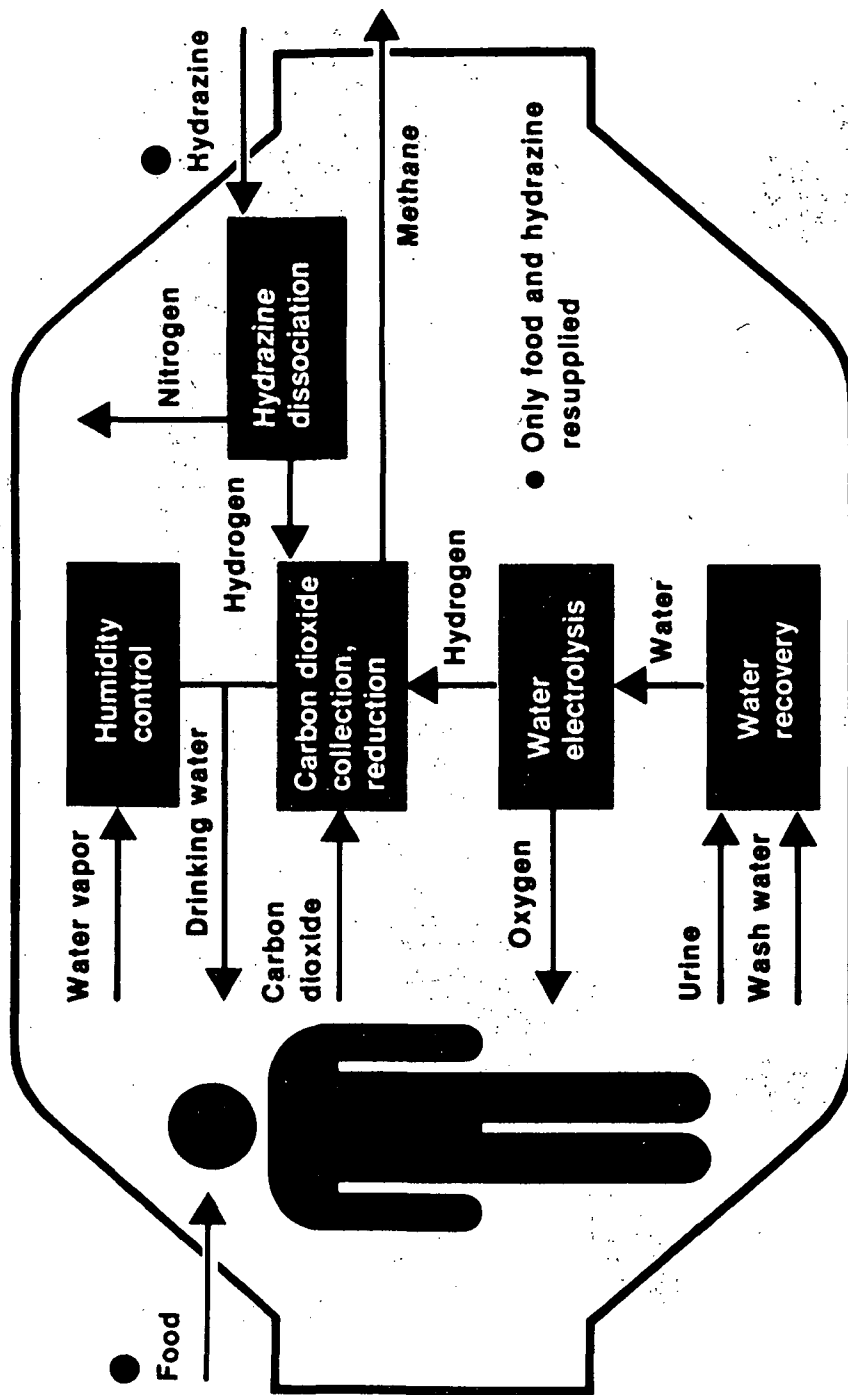 Food
Water vapor
Humidity
control
Drinking water
Carbon
dioxide
Carbon dioxide
collection,
reduction
Hydrogen
Nitrogen
Hydrazine
dissociation
Hydrazine
Methane
Hydrogen
Oxygen
Water
electrolysis
● Only food and hydrazine
resupplied
Water
Urine
Wash water
Water
recovery